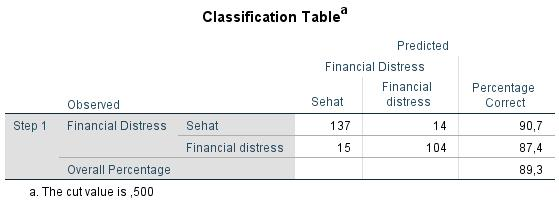 Classification Table^a
Predicted
Financial Distress
Observed Sehat Financial distress Percentage Correct
Step 1 Financial Distress Sehat 137 14 90,7
Financial distress 15 104 87,4
Overall Percentage 89,3
a. The cut value is ,500